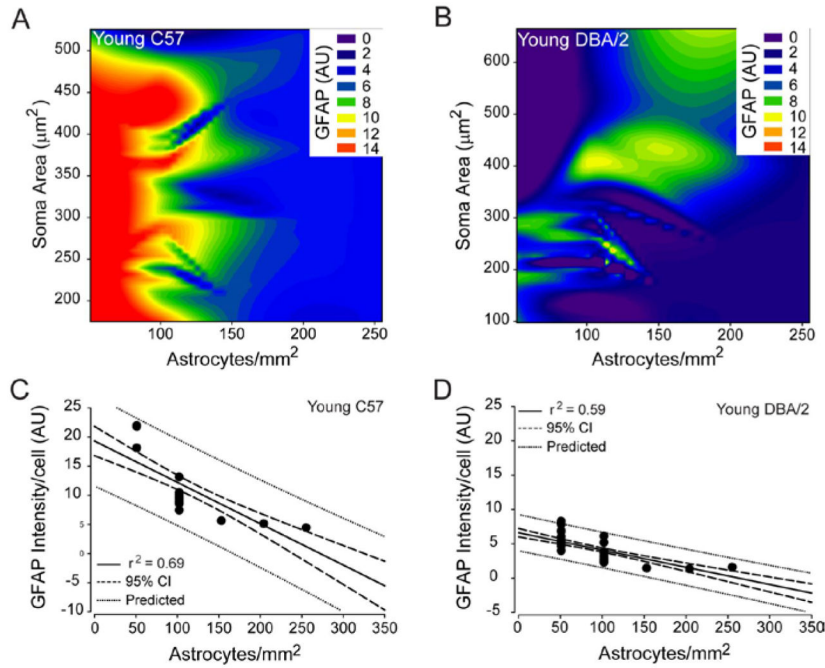 A
Young C57
GFAP (AU)
0
2
4
6
8
10
12
14
Soma Area (μm²)
500
450
400
350
300
250
200
100
150
200
250
Astrocytes/mm²
B
Young DBA/2
GFAP (AU)
0
2
4
6
8
10
12
14
Soma Area (μm²)
600
500
400
300
200
100
100
150
200
250
Astrocytes/mm²
C
Young C57
GFAP Intensity/cell (AU)
25
20
15
10
5
0
-5
-10
r² = 0.69
95% CI
Predicted
0
50
100
150
200
250
300
350
Astrocytes/mm²
D
r² = 0.59
95% CI
Predicted
Young DBA/2
GFAP Intensity/cell (AU)
25
20
15
10
5
0
-5
0
50
100
150
200
250
300
350
Astrocytes/mm²